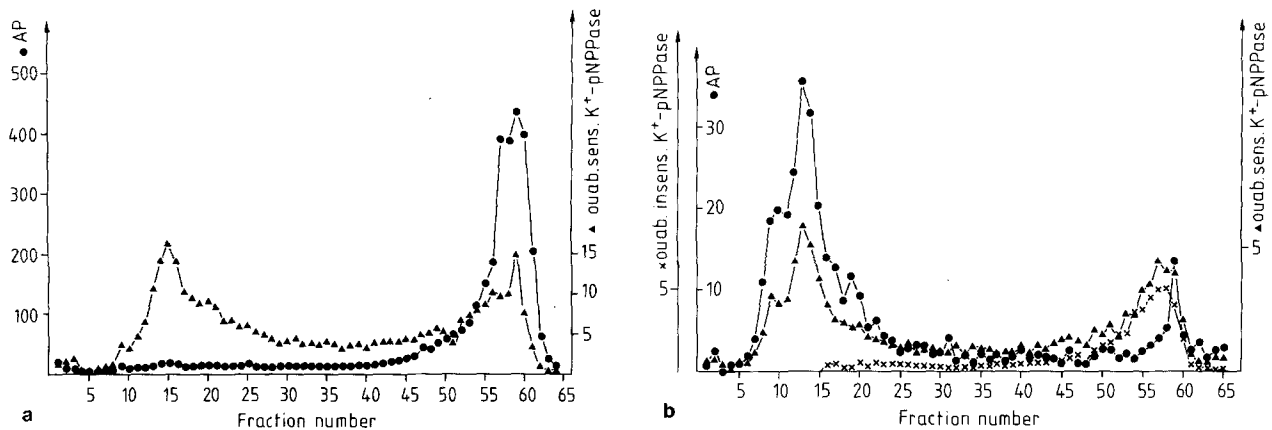 ● AP
500
400
300
200
100
5 10 15 20 25 30 35 40 45 50 55 60 65
Fraction number
15
10
5
▲ ouab.sens. K⁺-pNPPase
a
×ouab. insens. K⁺-pNPPase
5
● AP
30
20
10
5 10 15 20 25 30 35 40 45 50 55 60 65
Fraction number
5
▲ouab.sens. K⁺-pNPPase
b